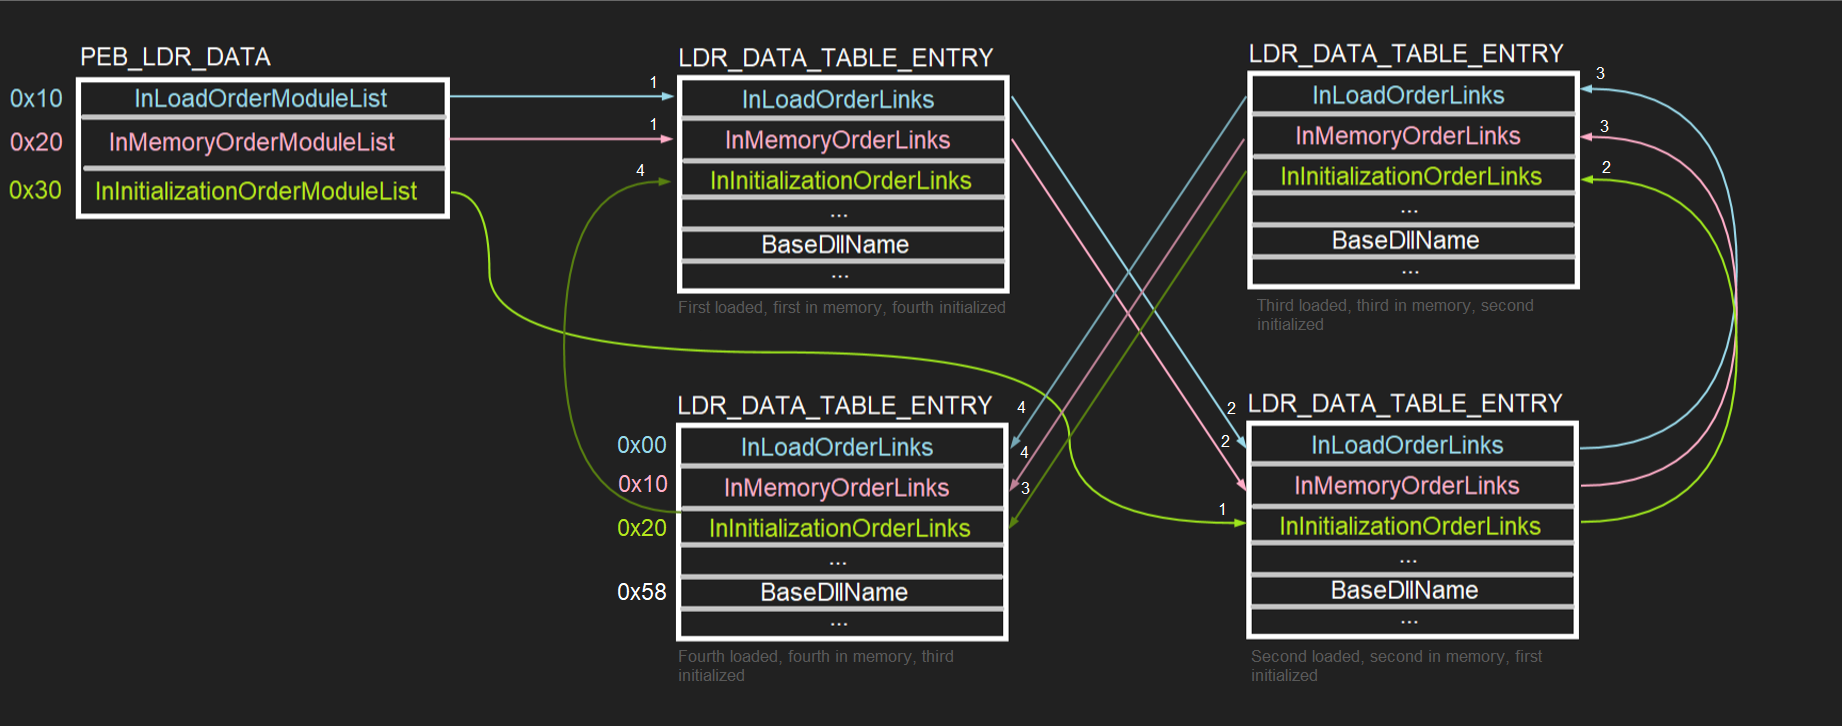 PEB_LDR_DATA
0x10
InLoadOrderModuleList
0x20
InMemoryOrderModuleList
0x30
InInitializationOrderModuleList
1
1
4
LDR_DATA_TABLE_ENTRY
InLoadOrderLinks
InMemoryOrderLinks
InInitializationOrderLinks
...
BaseDllName
...
First loaded, first in memory, fourth initialized
LDR_DATA_TABLE_ENTRY
InLoadOrderLinks
InMemoryOrderLinks
InInitializationOrderLinks
...
BaseDllName
...
3
3
2
Third loaded, third in memory, second
initialized
LDR_DATA_TABLE_ENTRY
0x00
InLoadOrderLinks
0x10
InMemoryOrderLinks
0x20
InInitializationOrderLinks
...
0x58
BaseDllName
...
4
4
3
Fourth loaded, fourth in memory, third
initialized
2
2
1
LDR_DATA_TABLE_ENTRY
InLoadOrderLinks
InMemoryOrderLinks
InInitializationOrderLinks
...
BaseDllName
...
Second loaded, second in memory, first
initialized